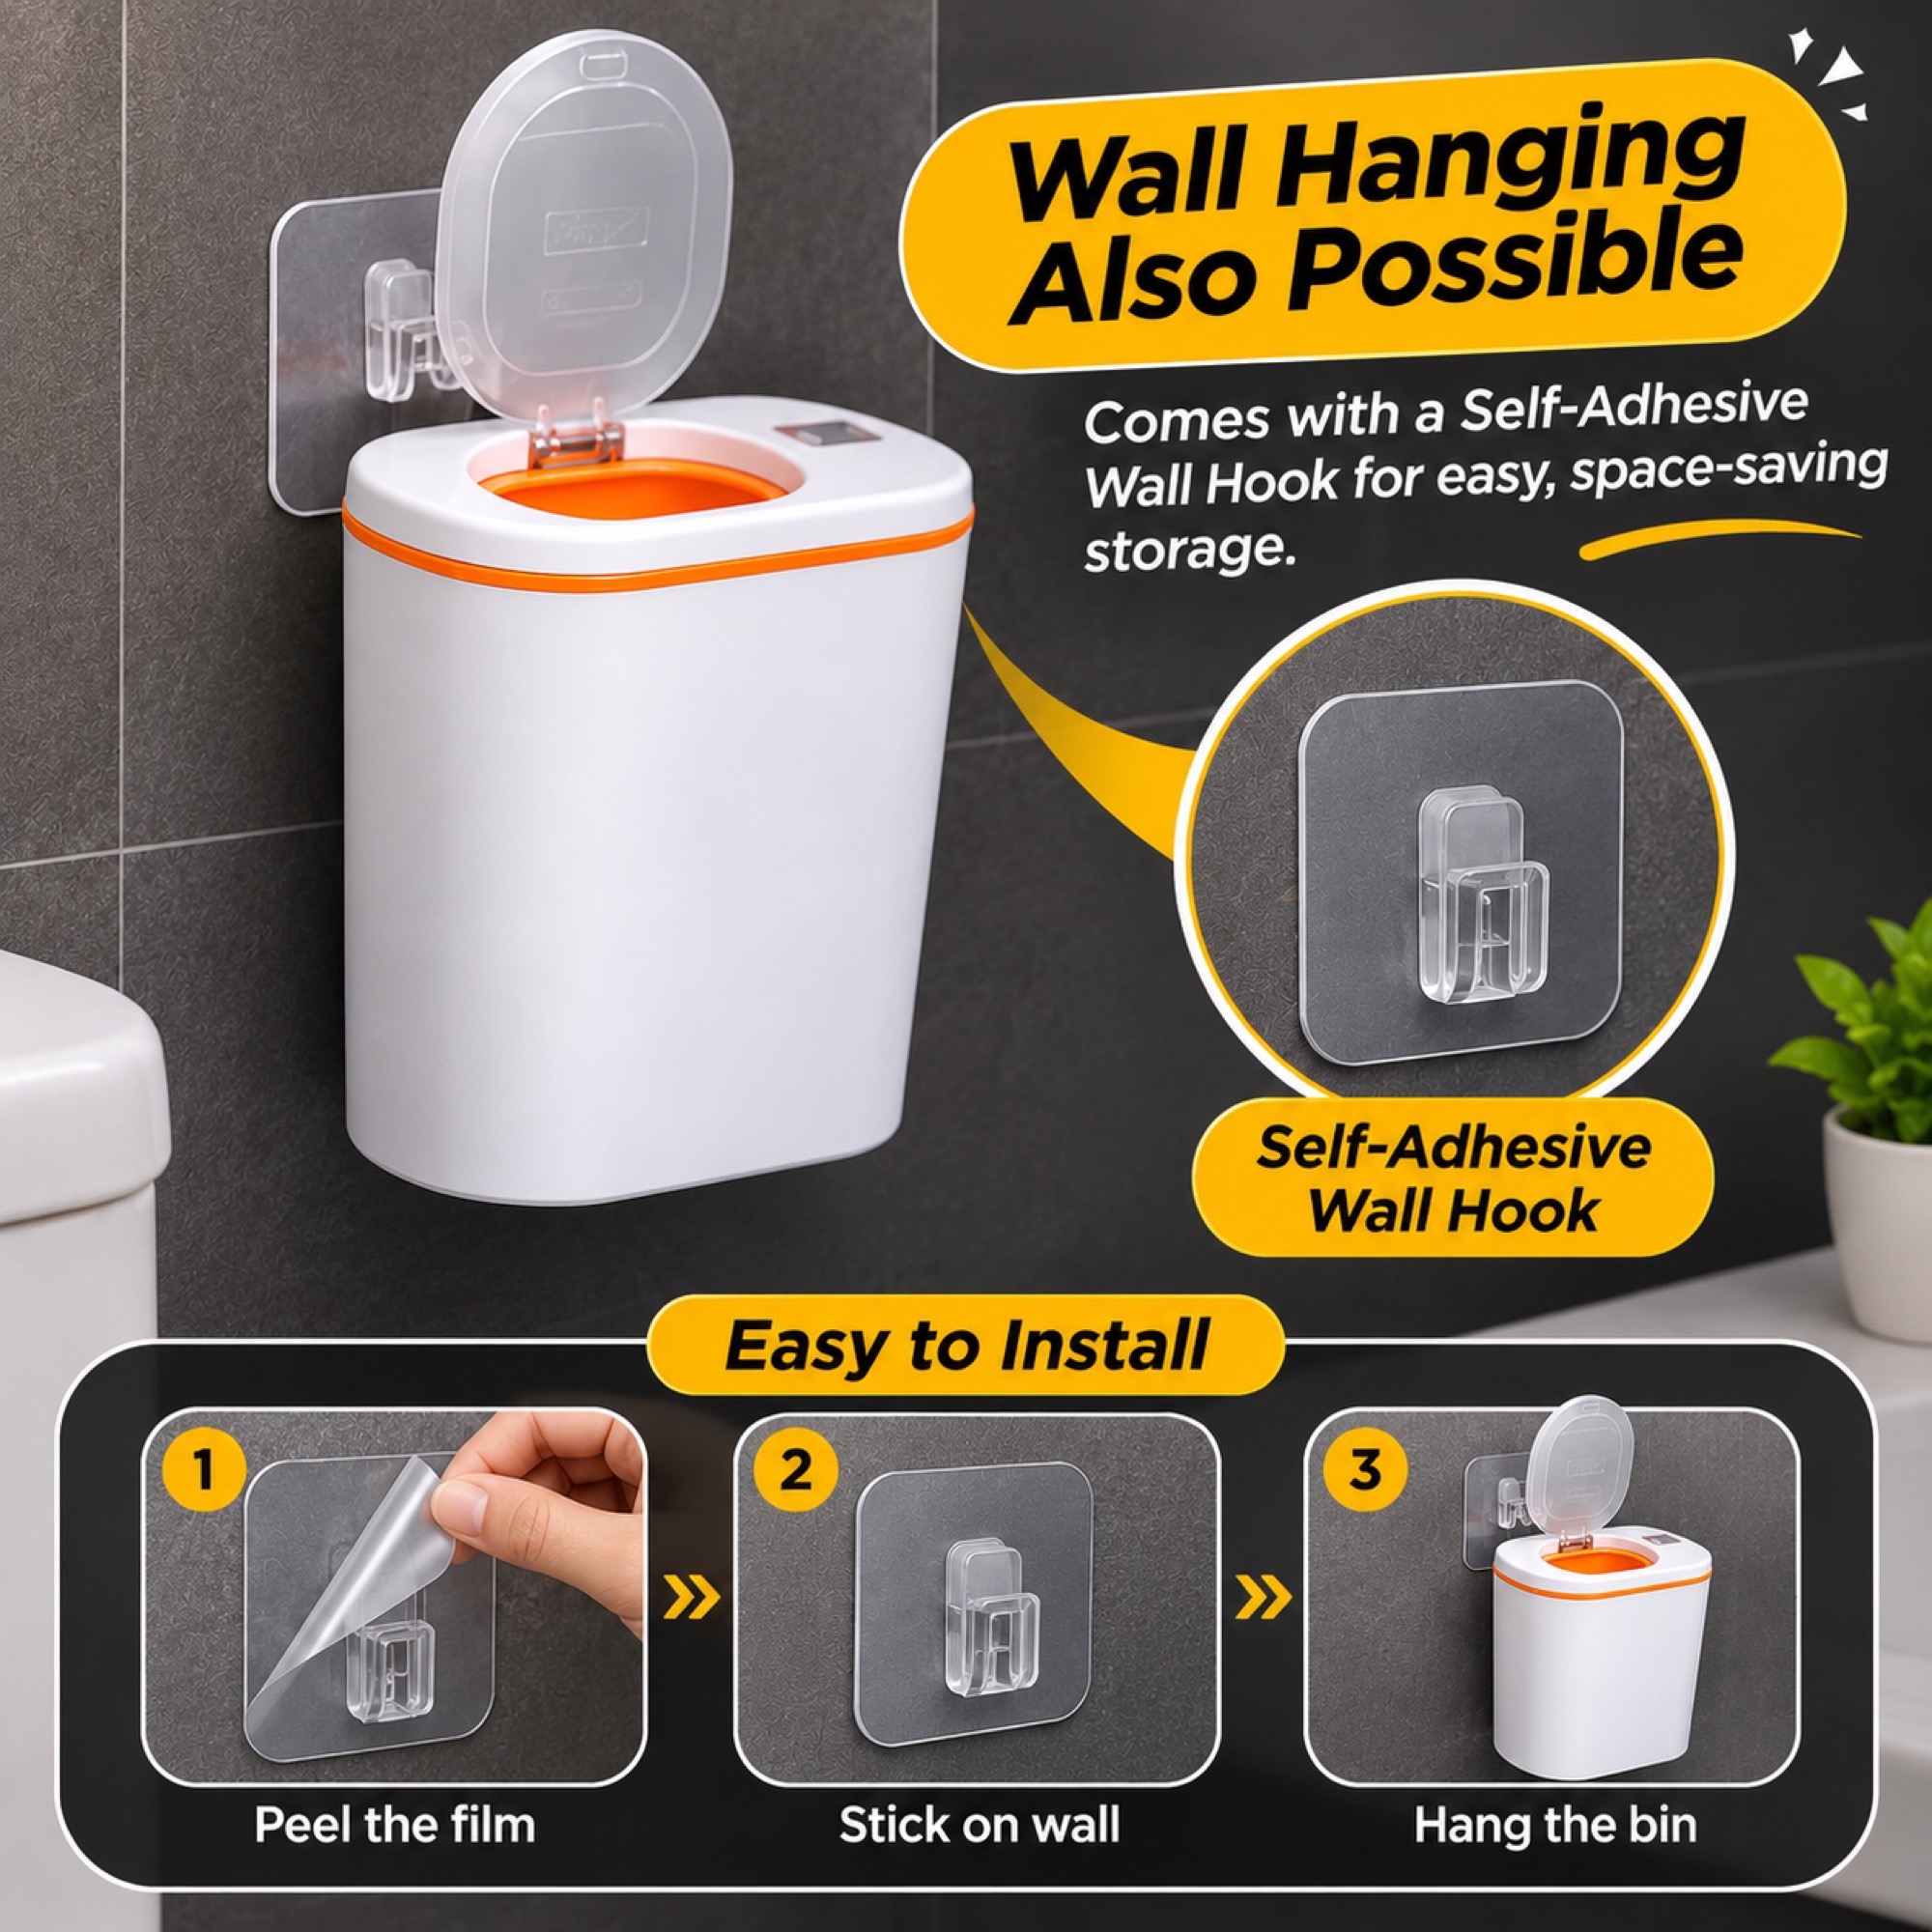 Wall Hanging
Also Possible
Comes with a Self-Adhesive
Wall Hook for easy, space-saving
storage.
Self-Adhesive
Wall Hook
Easy to Install
1
2
3
Peel the film
Stick on wall
Hang the bin